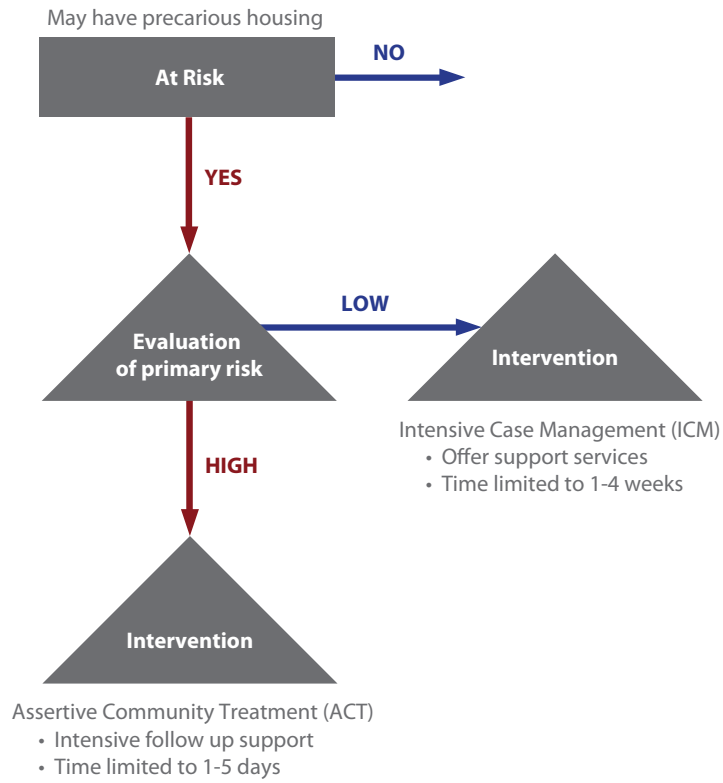 May have precarious housing
At Risk
NO
YES
LOW
Evaluation
of primary risk
Intervention
Intensive Case Management (ICM)
• Offer support services
• Time limited to 1-4 weeks
HIGH
Intervention
Assertive Community Treatment (ACT)
• Intensive follow up support
• Time limited to 1-5 days